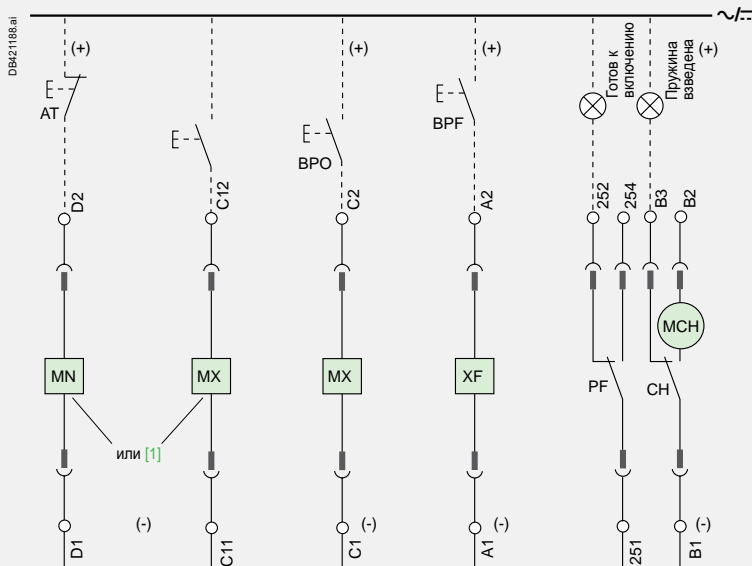 DB421188.ai
(+)
(+)
(+)
(+)
AT
BPO
BPF
Готов к
включению
Пружина
взведена
D2
C12
C2
A2
252
254
B3
B2
MN
MX
MX
XF
MCH
PF
CH
или [1]
(-)
(-)
(-)
(-)
D1
C11
C1
A1
251
B1